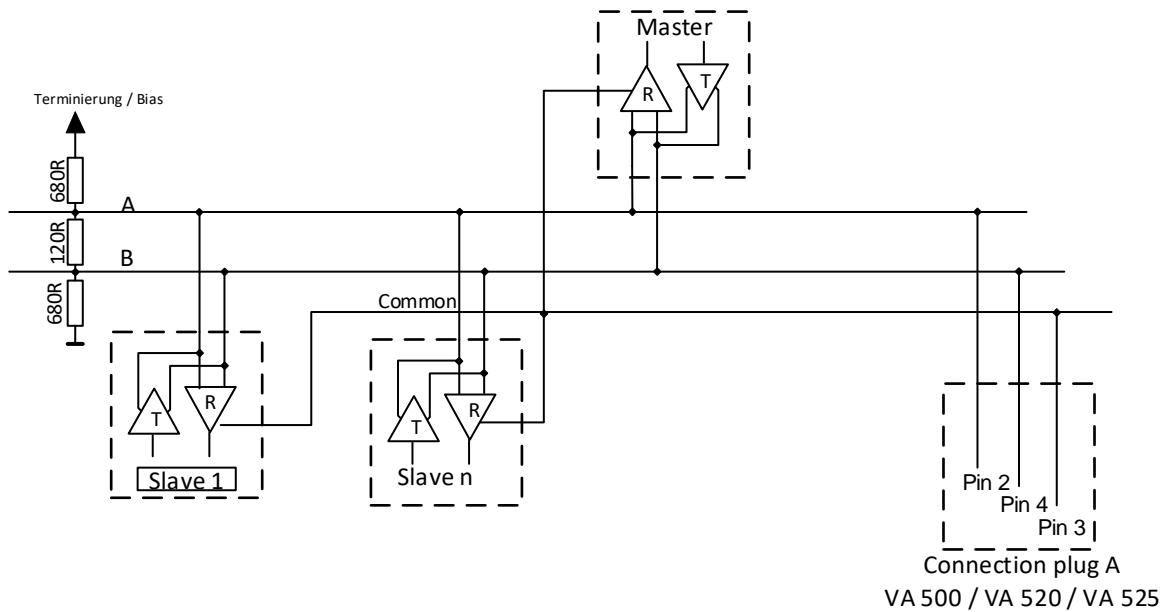 Master
T
R
Terminierung / Bias
680R
A
120R
B
680R
Common
R
T
Slave 1
R
T
Slave n
Pin 2
Pin 4
Pin 3
Connection plug A
VA 500 / VA 520 / VA 525